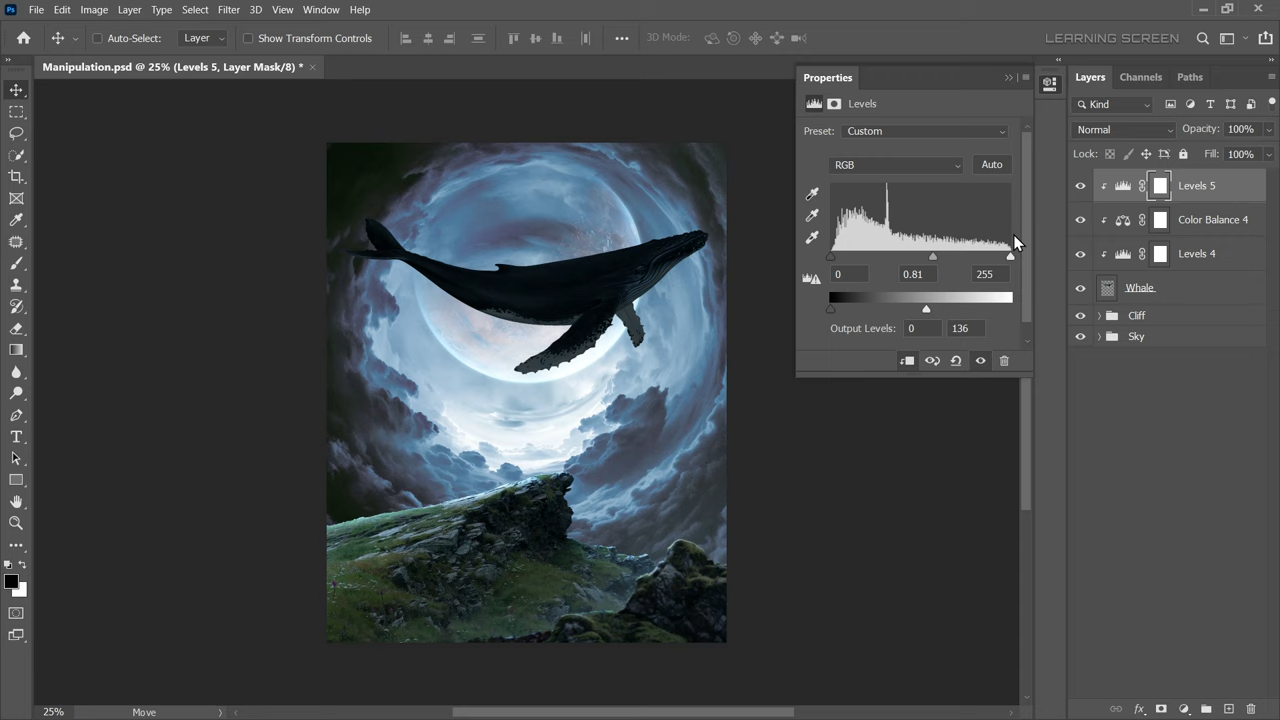 Ps File Edit Image Layer Type Select Filter 3D View Window Help
Auto-Select: Layer Show Transform Controls ••• 3D Mode: LEARNING SCREEN
Manipulation.psd @ 25% (Levels 5, Layer Mask/8) *
Properties
Levels
Preset: Custom
RGB Auto
0 0.81 255
Output Levels: 0 136
Layers Channels Paths
Kind
Normal Opacity: 100%
Lock: Fill: 100%
Levels 5
Color Balance 4
Levels 4
Whale
Cliff
Sky
25% Move